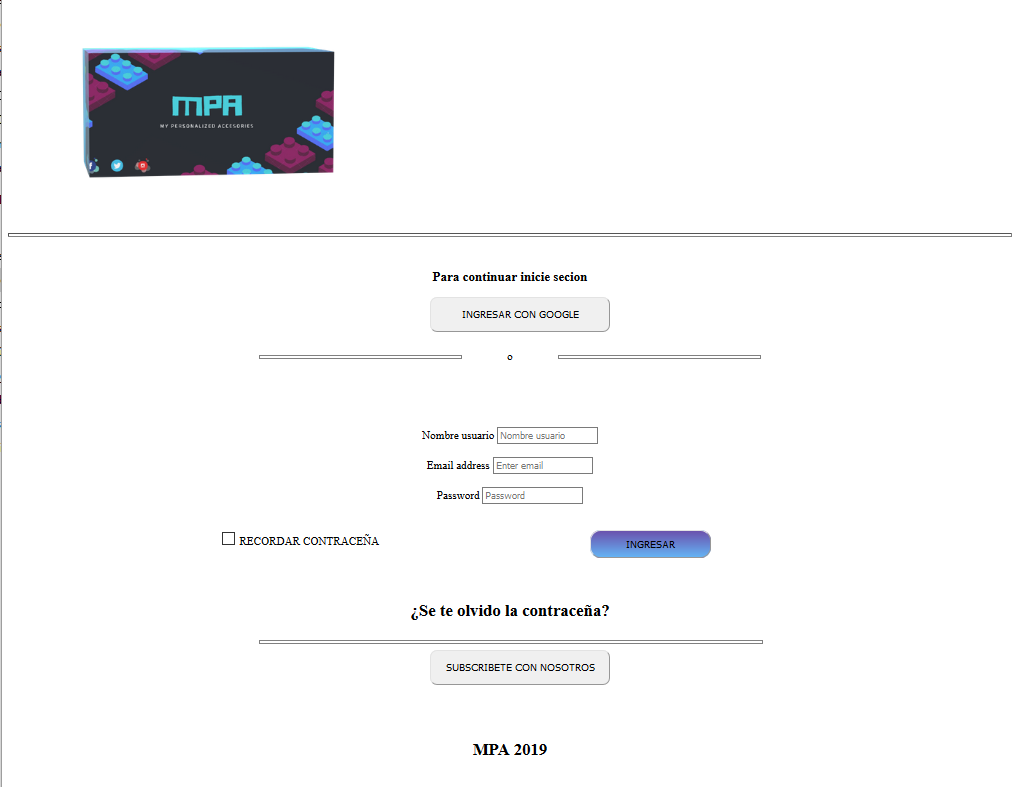 MPA
MY PERSONALIZED ACCESORIES
Para continuar inicie secion
INGRESAR CON GOOGLE
o
Nombre usuario Nombre usuario
Email address Enter email
Password Password
RECORDAR CONTRACEÑA INGRESAR
¿Se te olvido la contraceña?
SUBSCRIBETE CON NOSOTROS
MPA 2019